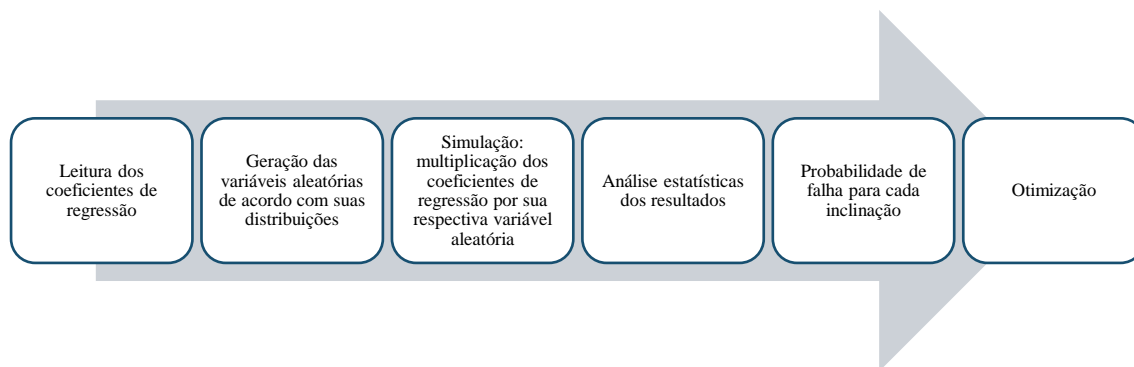 Leitura dos
coeficientes de
regressão
Geração das
variáveis aleatórias
de acordo com suas
distribuições
Simulação:
multiplicação dos
coeficientes de
regressão por sua
respectiva variável
aleatória
Análise estatísticas
dos resultados
Probabilidade de
falha para cada
inclinação
Otimização